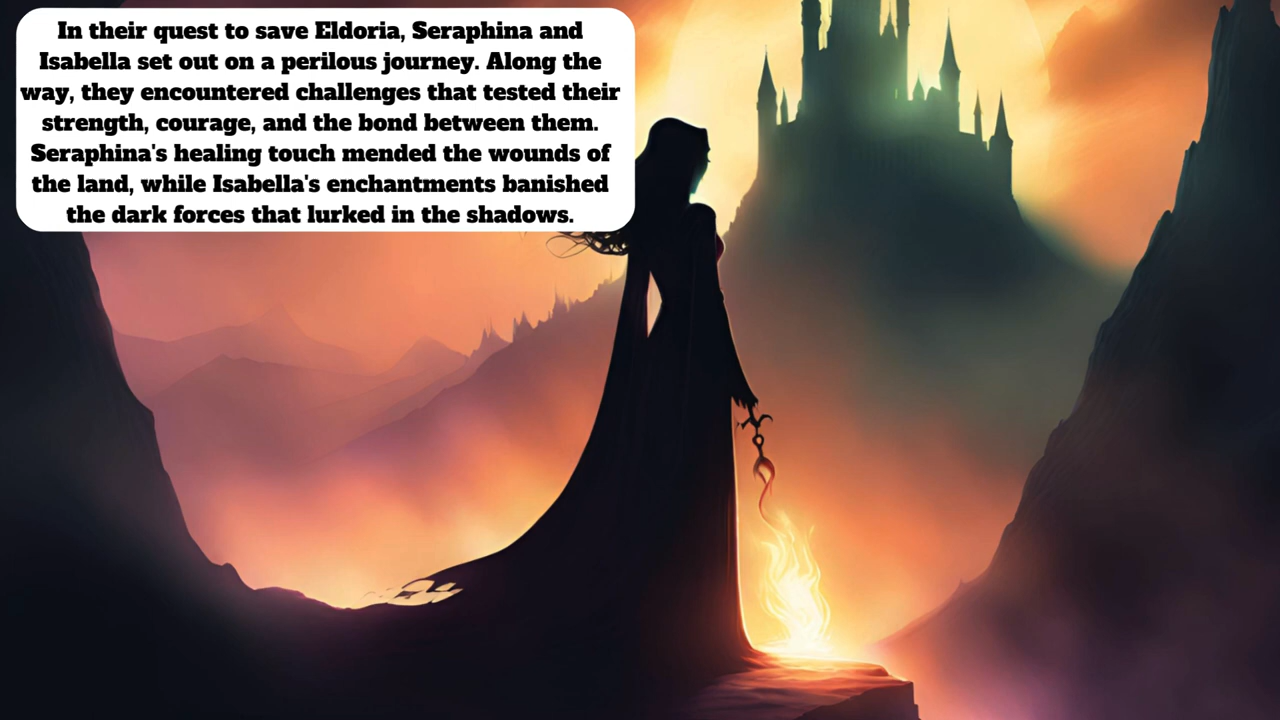 In their quest to save Eldoria, Seraphina and
Isabella set out on a perilous journey. Along the
way, they encountered challenges that tested their
strength, courage, and the bond between them.
Seraphina's healing touch mended the wounds of
the land, while Isabella's enchantments banished
the dark forces that lurked in the shadows.